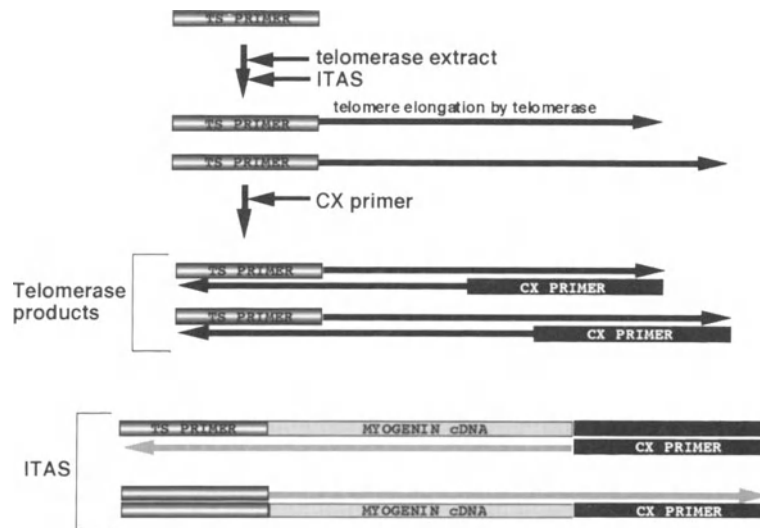 TS PRIMER
telomerase extract
ITAS
telomere elongation by telomerase
TS PRIMER
TS PRIMER
CX primer
Telomerase
products
TS PRIMER
CX PRIMER
TS PRIMER
CX PRIMER
ITAS
TS PRIMER MYOGENIN cDNA
CX PRIMER
MYOGENIN cDNA CX PRIMER